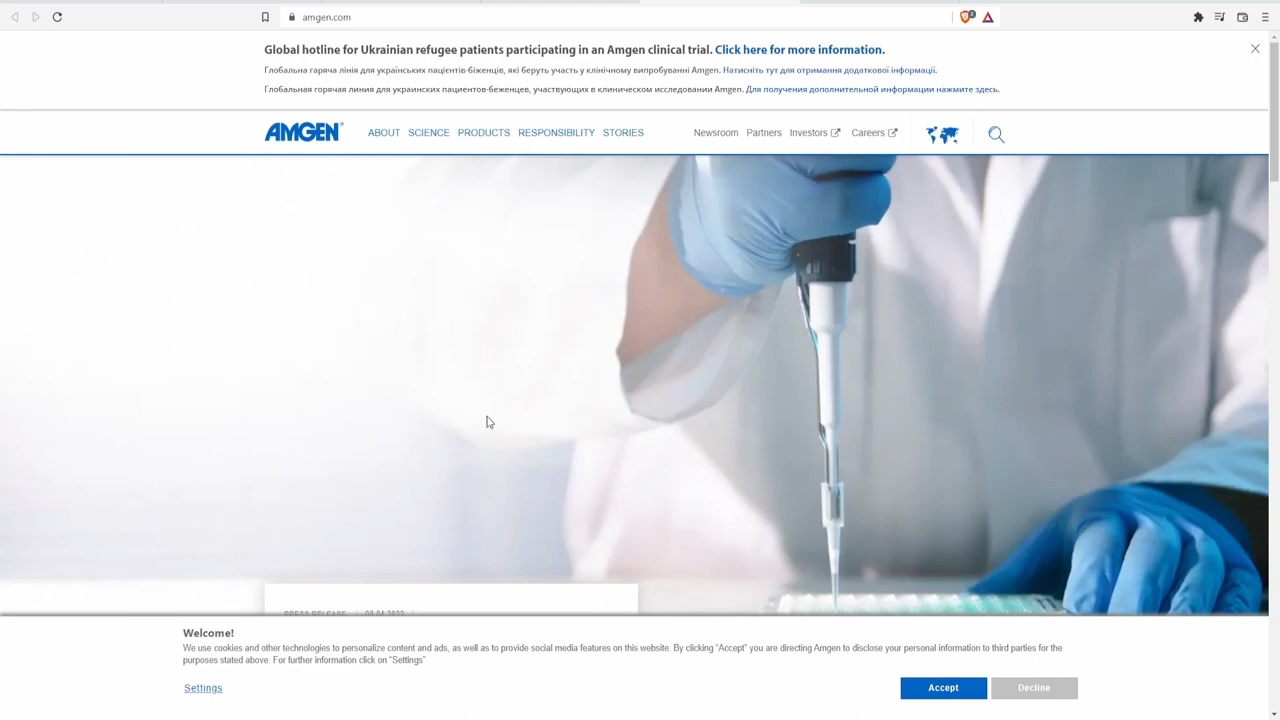 amgen.com
2
Global hotline for Ukrainian refugee patients participating in an Amgen clinical trial. Click here for more information.
Глобальна гаряча лінія для українських пацієнтів-біженців, які беруть участь у клінічному випробуванні Amgen. Натисніть тут для отримання додаткової інформації.
Глобальная горячая линия для украинских пациентов-беженцев, участвующих в клиническом исследовании Amgen. Для получения дополнительной информации нажмите здесь.
AMGEN® ABOUT SCIENCE PRODUCTS RESPONSIBILITY STORIES Newsroom Partners Investors Careers
PRESS RELEASE
Welcome!
We use cookies and other technologies to personalize content and ads, as well as to provide social media features on this website. By clicking “Accept” you are directing Amgen to disclose your personal information to third parties for the
purposes stated above. For further information click on “Settings”
Settings Accept Decline